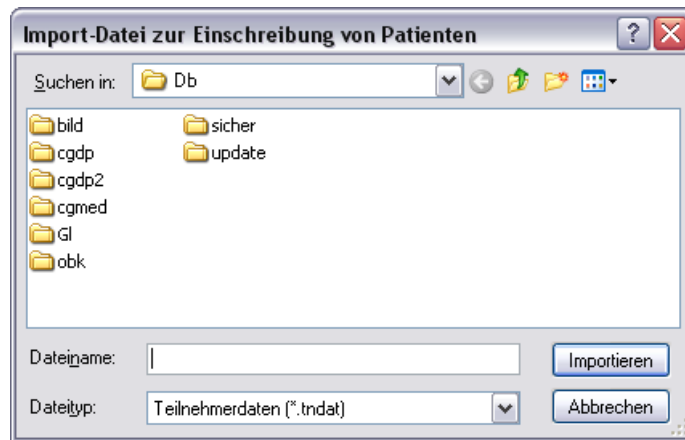 Import-Datei zur Einschreibung von Patienten
Suchen in: Db
bild sicher
cgdp update
cgdp2
cgmed
Gl
obk
Dateiname: Importieren
Dateityp: Teilnehmerdaten (*.tndat) Abbrechen